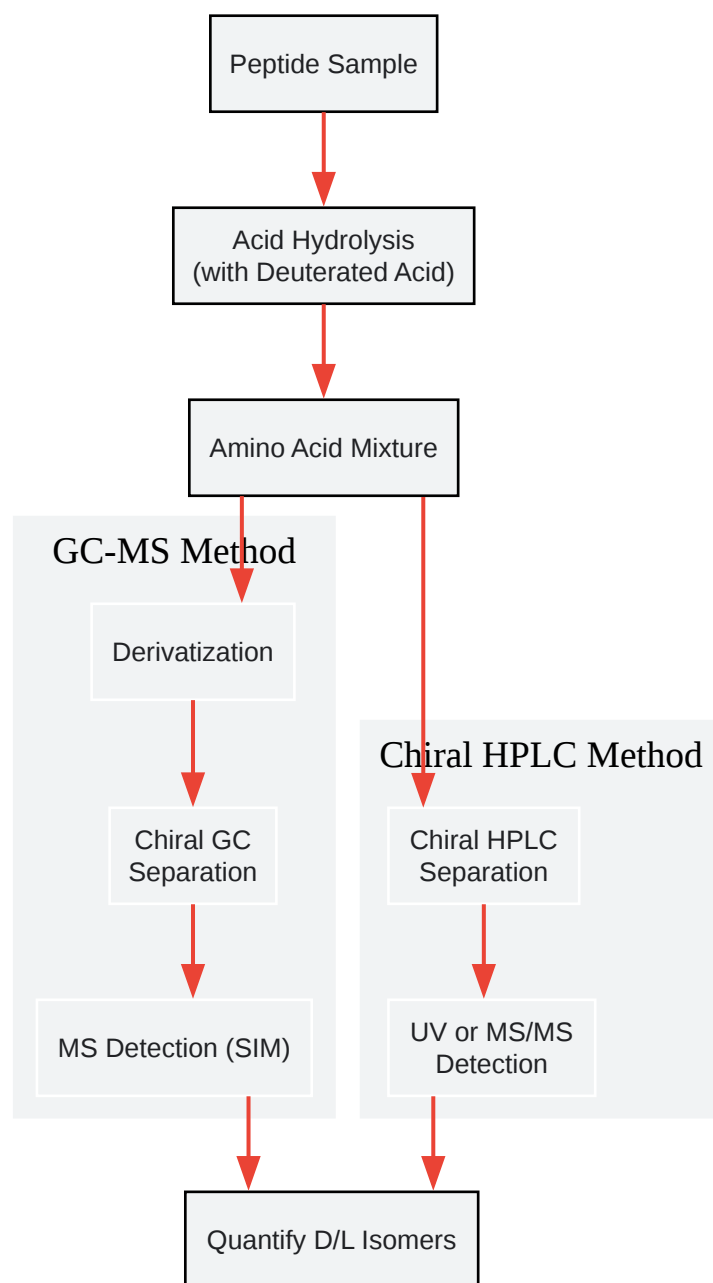 Peptide Sample
Acid Hydrolysis
(with Deuterated Acid)
Amino Acid Mixture
GC-MS Method
Derivatization
Chiral GC
Separation
MS Detection (SIM)
Chiral HPLC Method
Chiral HPLC
Separation
UV or MS/MS
Detection
Quantify D/L Isomers